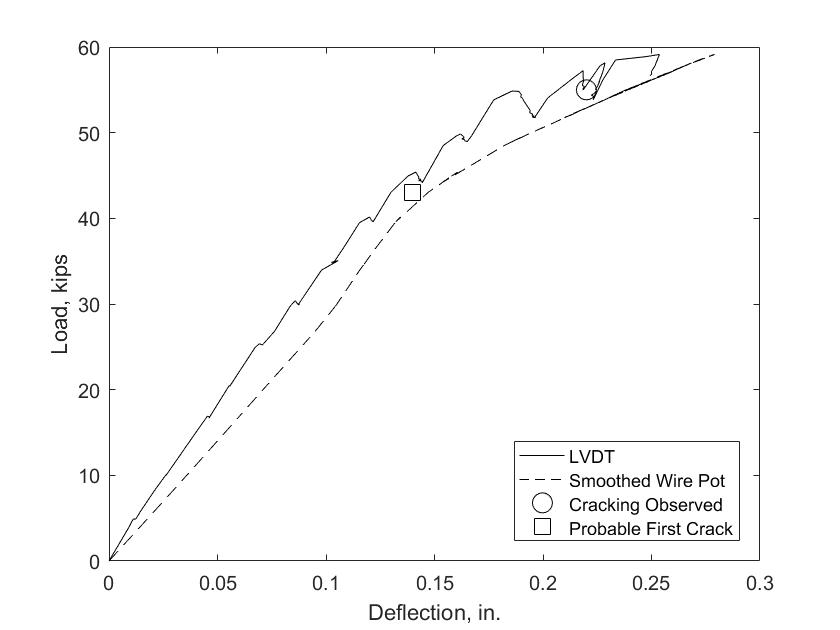 60
50
40
30
20
10
0
Load, kips
LVDT
Smoothed Wire Pot
Cracking Observed
Probable First Crack
0 0.05 0.1 0.15 0.2 0.25 0.3
Deflection, in.